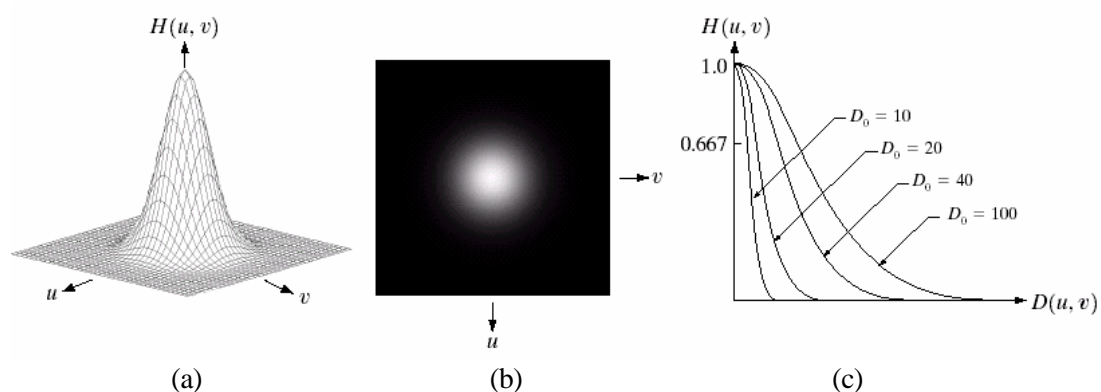 H(u, v)
u
v
(a)
v
u
(b)
H(u, v)
1.0
0.667
D₀ = 10
D₀ = 20
D₀ = 40
D₀ = 100
D(u, v)
(c)